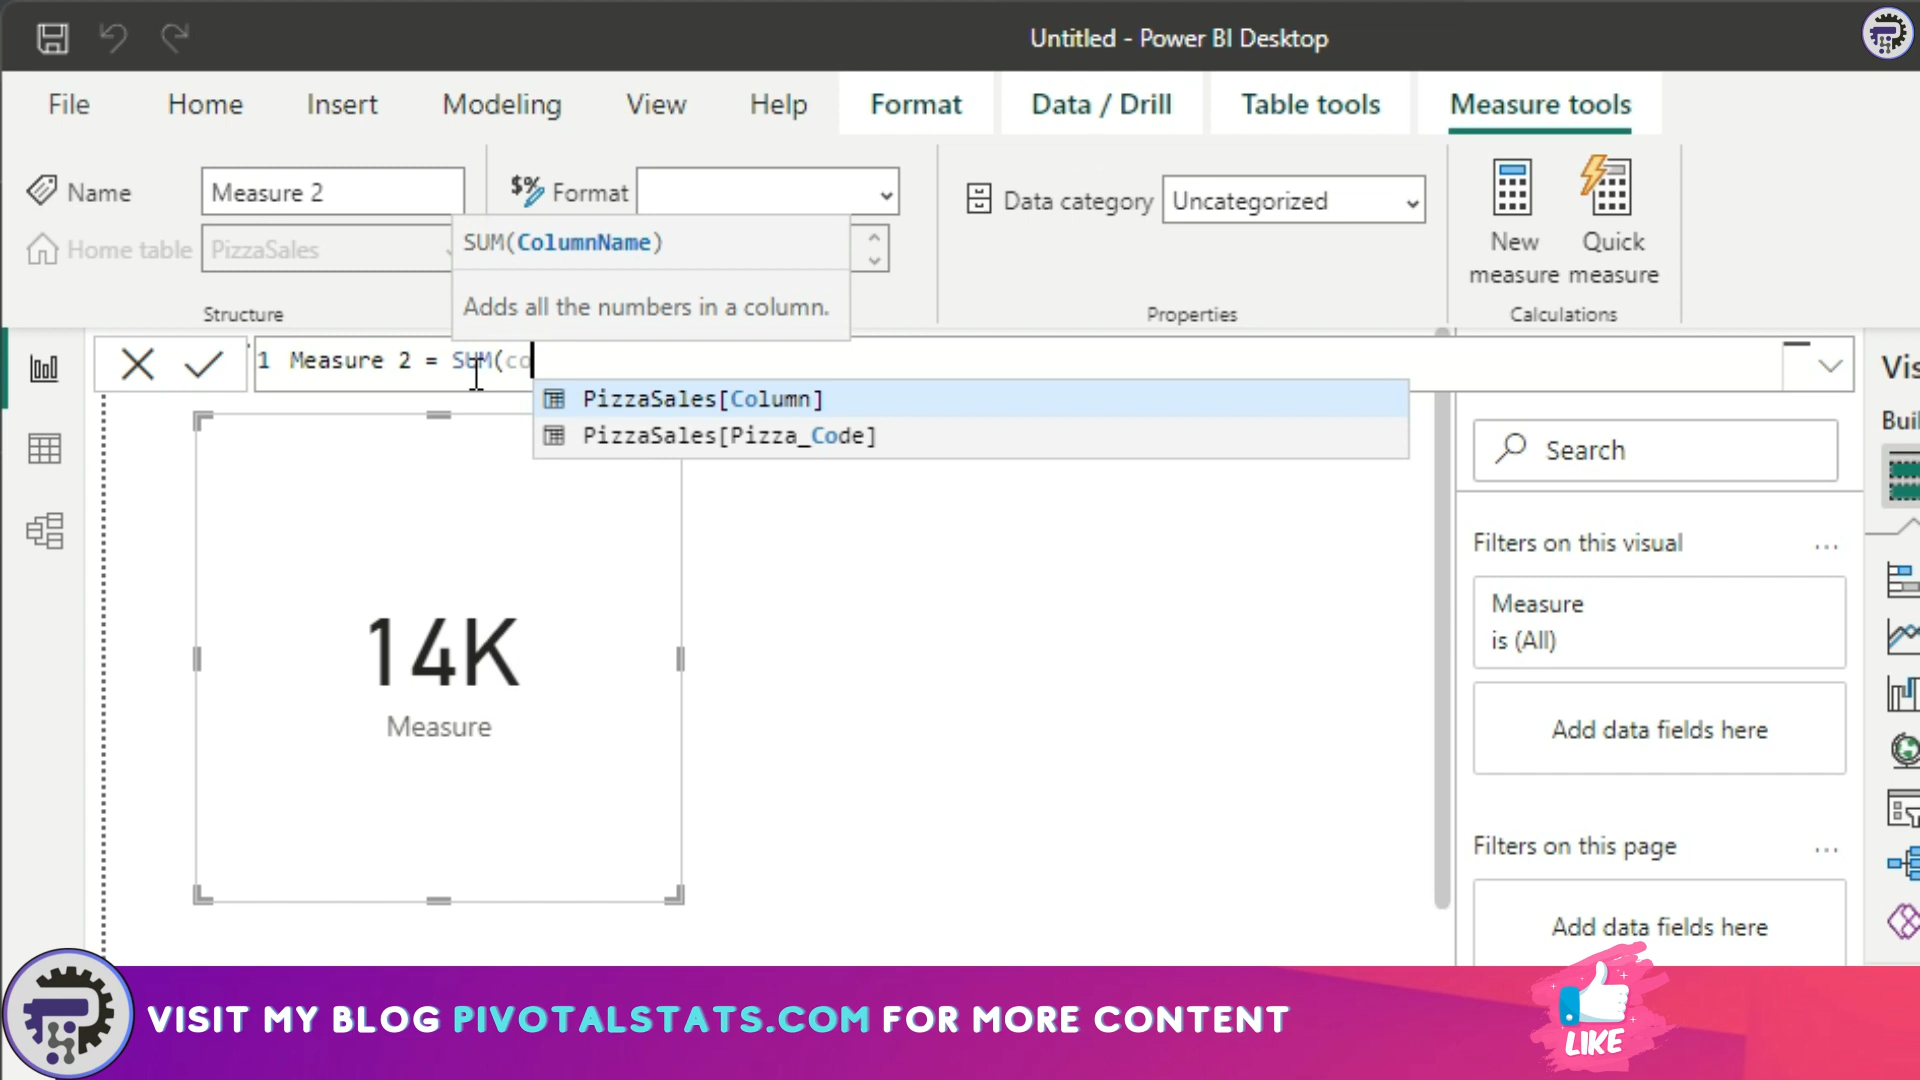 Untitled - Power BI Desktop
File Home Insert Modeling View Help Format Data / Drill Table tools Measure tools
Name Measure 2 $% Format
Data category Uncategorized
Home table PizzaSales
SUM(ColumnName)
Adds all the numbers in a column.
New measure
Quick measure
Structure
Properties
Calculations
1 Measure 2 = SUM(co
PizzaSales[Column]
PizzaSales[Pizza_Code]
Search
Filters on this visual ...
Measure
is (All)
Add data fields here
Filters on this page ...
Add data fields here
14K
Measure
VISIT MY BLOG PIVOTALSTATS.COM FOR MORE CONTENT
LIKE